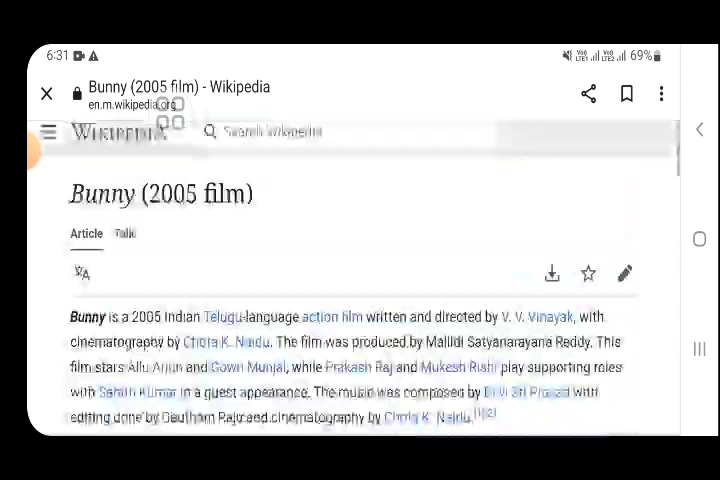 6:31 69%
Bunny (2005 film) - Wikipedia
en.m.wikipedia.org
WIKIPEDIA Search Wikipedia
Bunny (2005 film)
Article Talk
Bunny is a 2005 Indian Telugu-language action film written and directed by V. V. Vinayak, with
cinematography by Chota K. Naidu. The film was produced by Mallidi Satyanarayana Reddy. This
film stars Allu Arjun and Gowri Munjal, while Prakash Raj and Mukesh Rishi play supporting roles
with Sarath Kumar in a guest appearance. The music was composed by Devi Sri Prasad with
editing done by Gautham Raju and cinematography by Chota K. Naidu.[1][2]